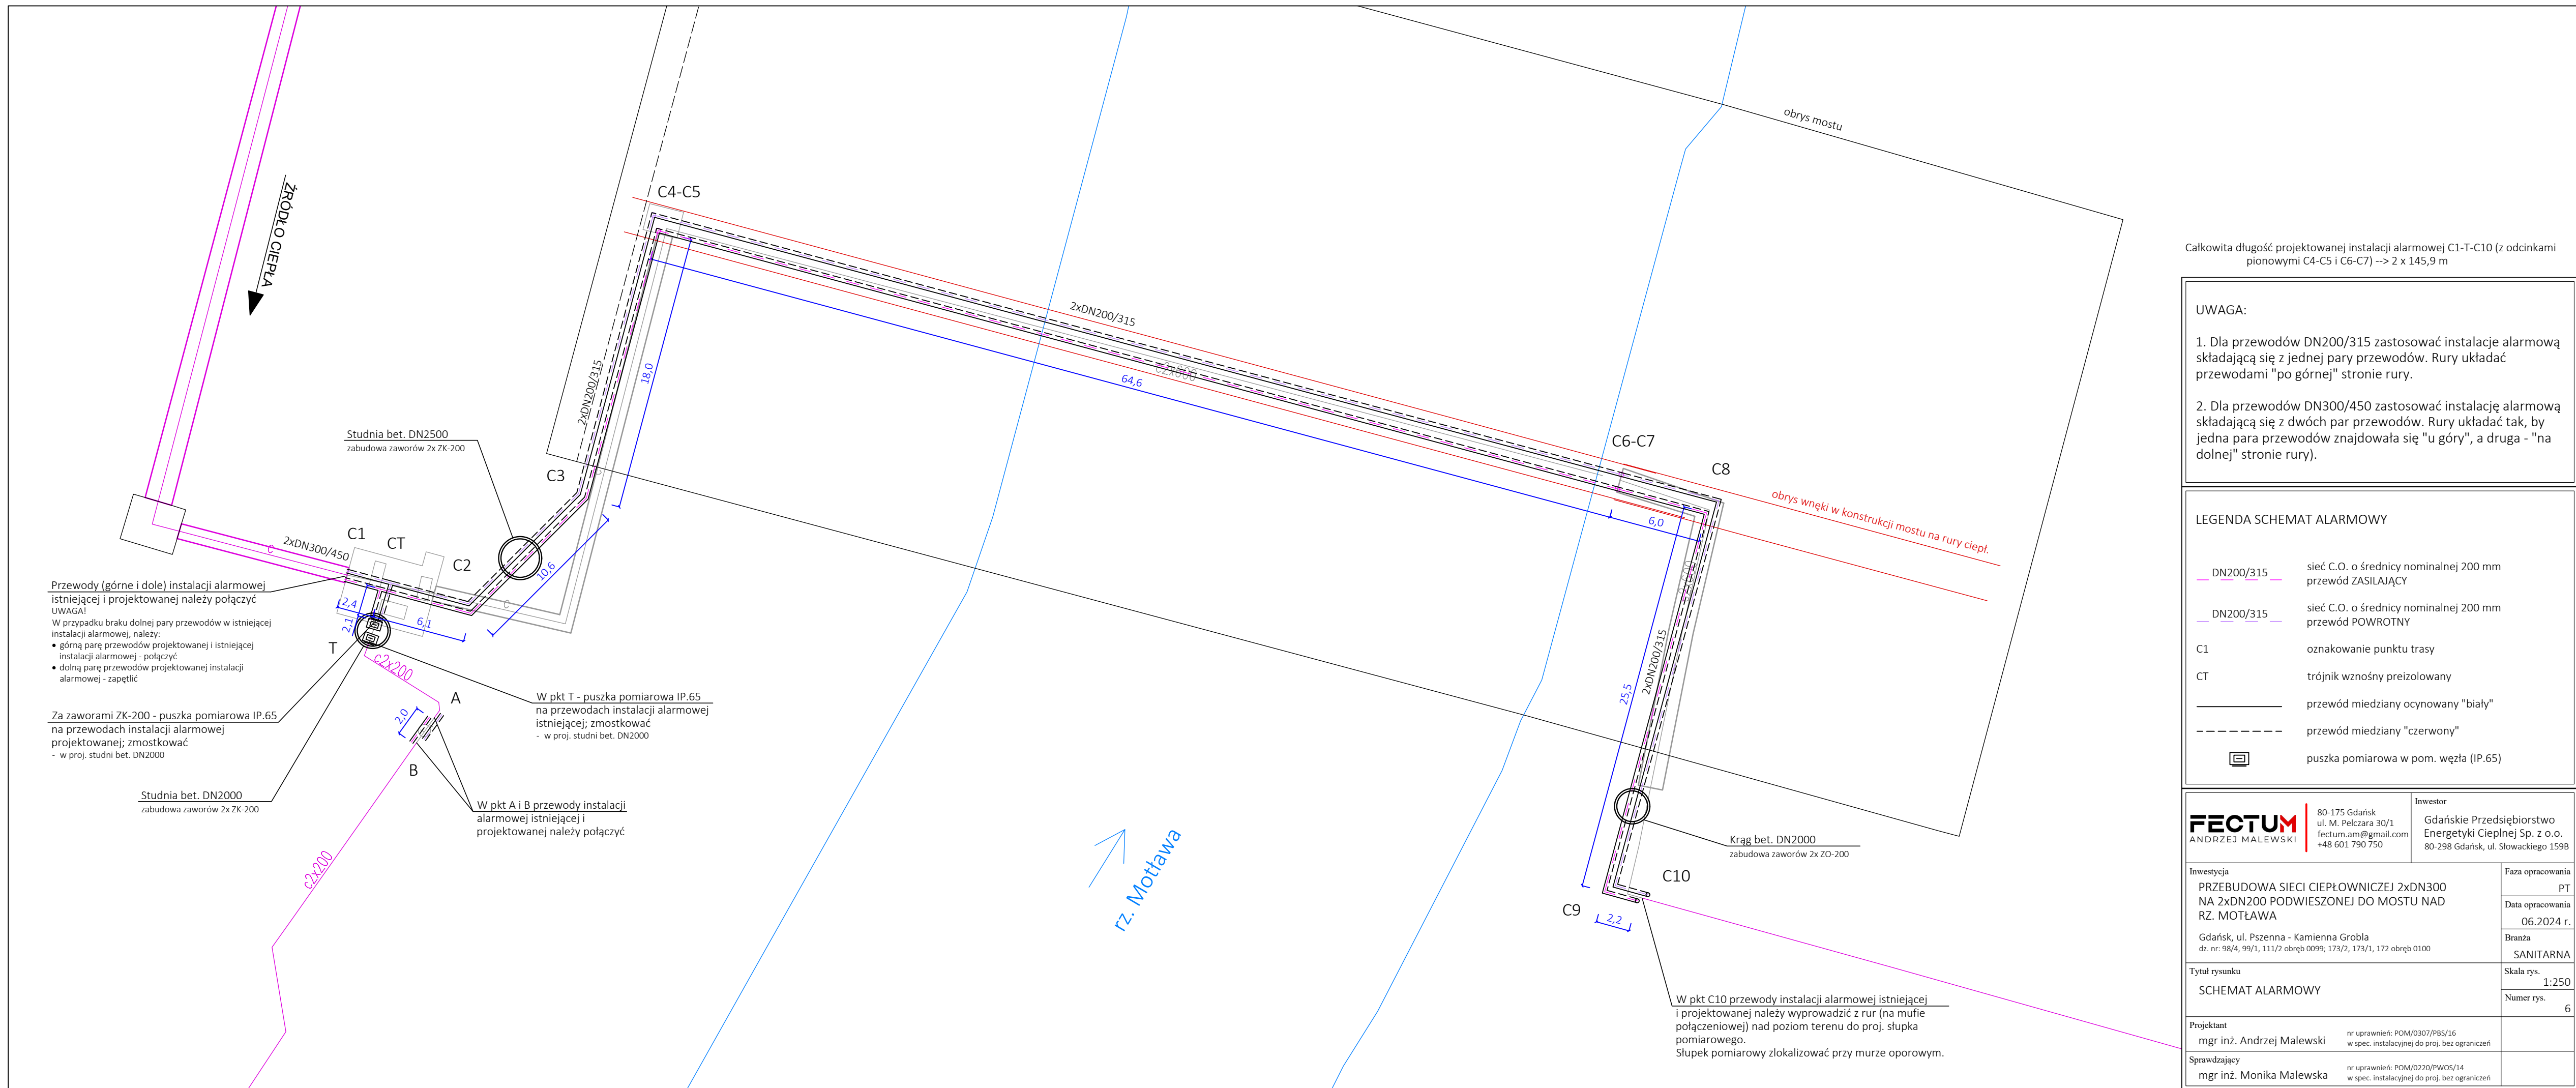 ŹRÓDŁO CIEPŁA
C4-C5
obrys mostu
2xDN200/315
c2x600
64,6
18,0
2xDN200/315
Studnia bet. DN2500
zabudowa zaworów 2x ZK-200
C3
C6-C7
C8
6,0
obrys wnęki w konstrukcji mostu na rury ciepł.
C1
CT
C2
2xDN300/450
C
C
C
10,6
2,4
2,1
6,1
T
Przewody (górne i dole) instalacji alarmowej
istniejącej i projektowanej należy połączyć
UWAGA!
W przypadku braku dolnej pary przewodów w istniejącej
instalacji alarmowej, należy:
• górną parę przewodów projektowanej i istniejącej
instalacji alarmowej - połączyć
• dolną parę przewodów projektowanej instalacji
alarmowej - zapętlić
c2x200
A
2,0
B
Za zaworami ZK-200 - puszka pomiarowa IP.65
na przewodach instalacji alarmowej
projektowanej; zmostkować
- w proj. studni bet. DN2000
W pkt T - puszka pomiarowa IP.65
na przewodach instalacji alarmowej
istniejącej; zmostkować
- w proj. studni bet. DN2000
Studnia bet. DN2000
zabudowa zaworów 2x ZK-200
W pkt A i B przewody instalacji
alarmowej istniejącej i
projektowanej należy połączyć
c2x200
rz. Motława
2xDN200/315
25,5
Krąg bet. DN2000
zabudowa zaworów 2x ZO-200
C10
C9
2,2
W pkt C10 przewody instalacji alarmowej istniejącej
i projektowanej należy wyprowadzić z rur (na mufie
połączeniowej) nad poziom terenu do proj. słupka
pomiarowego.
Słupek pomiarowy zlokalizować przy murze oporowym.
Całkowita długość projektowanej instalacji alarmowej C1-T-C10 (z odcinkami
pionowymi C4-C5 i C6-C7) --> 2 x 145,9 m
UWAGA:
1. Dla przewodów DN200/315 zastosować instalacje alarmową
składającą się z jednej pary przewodów. Rury układać
przewodami "po górnej" stronie rury.
2. Dla przewodów DN300/450 zastosować instalację alarmową
składającą się z dwóch par przewodów. Rury układać tak, by
jedna para przewodów znajdowała się "u góry", a druga - "na
dolnej" stronie rury).
LEGENDA SCHEMAT ALARMOWY
DN200/315
sieć C.O. o średnicy nominalnej 200 mm
przewód ZASILAJĄCY
DN200/315
sieć C.O. o średnicy nominalnej 200 mm
przewód POWROTNY
C1
oznakowanie punktu trasy
CT
trójnik wznośny preizolowany
przewód miedziany ocynowany "biały"
przewód miedziany "czerwony"
puszka pomiarowa w pom. węzła (IP.65)
FECTUM
ANDRZEJ MALEWSKI
80-175 Gdańsk
ul. M. Pelczara 30/1
fectum.am@gmail.com
+48 601 790 750
Inwestor
Gdańskie Przedsiębiorstwo
Energetyki Cieplnej Sp. z o.o.
80-298 Gdańsk, ul. Słowackiego 159B
Inwestycja
PRZEBUDOWA SIECI CIEPŁOWNICZEJ 2xDN300
NA 2xDN200 PODWIESZONEJ DO MOSTU NAD
RZ. MOTŁAWA
Gdańsk, ul. Pszenna - Kamienna Grobla
dz. nr: 98/4, 99/1, 111/2 obręb 0099; 173/2, 173/1, 172 obręb 0100
Faza opracowania
PT
Data opracowania
06.2024 r.
Branża
SANITARNA
Tytuł rysunku
SCHEMAT ALARMOWY
Skala rys.
1:250
Numer rys.
6
Projektant
mgr inż. Andrzej Malewski
nr uprawnień: POM/0307/PBS/16
w spec. instalacyjnej do proj. bez ograniczeń
Sprawdzający
mgr inż. Monika Malewska
nr uprawnień: POM/0220/PWOS/14
w spec. instalacyjnej do proj. bez ograniczeń